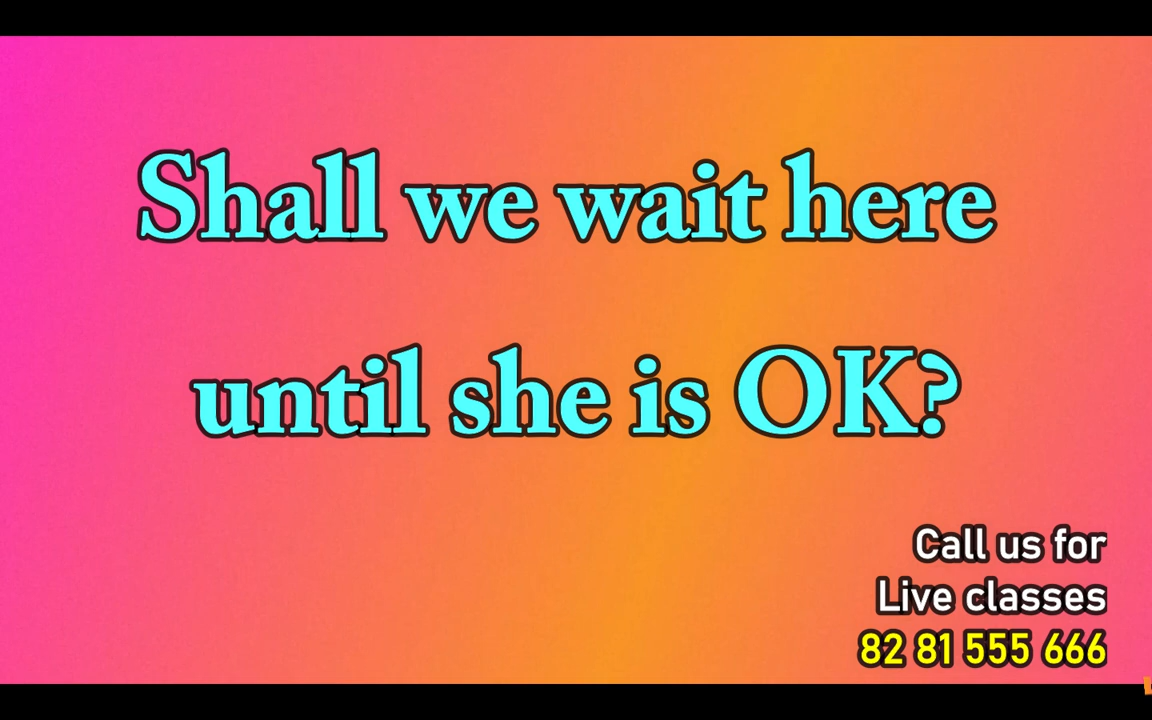 Shall we wait here
until she is OK?
Call us for
Live classes
82 81 555 666